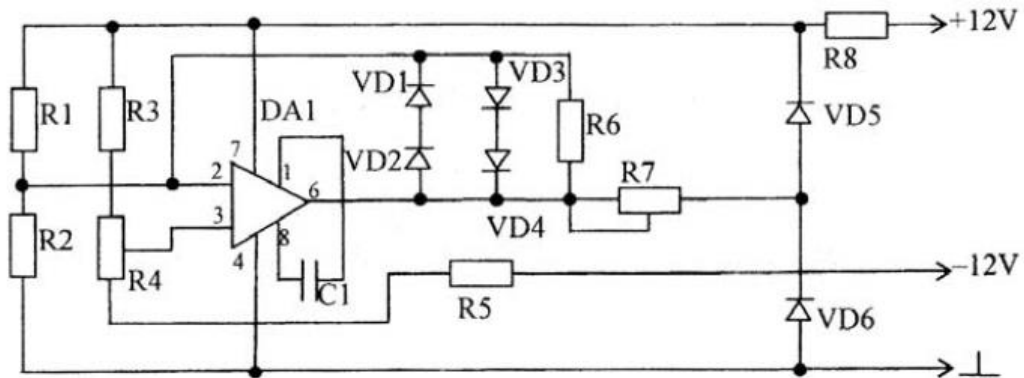 +12V
R8
VD1
VD3
R1
R3
DA1
VD5
R6
VD2
7
1
R7
2
6
3
R2
VD4
8
R4
4
–12V
C1
R5
VD6